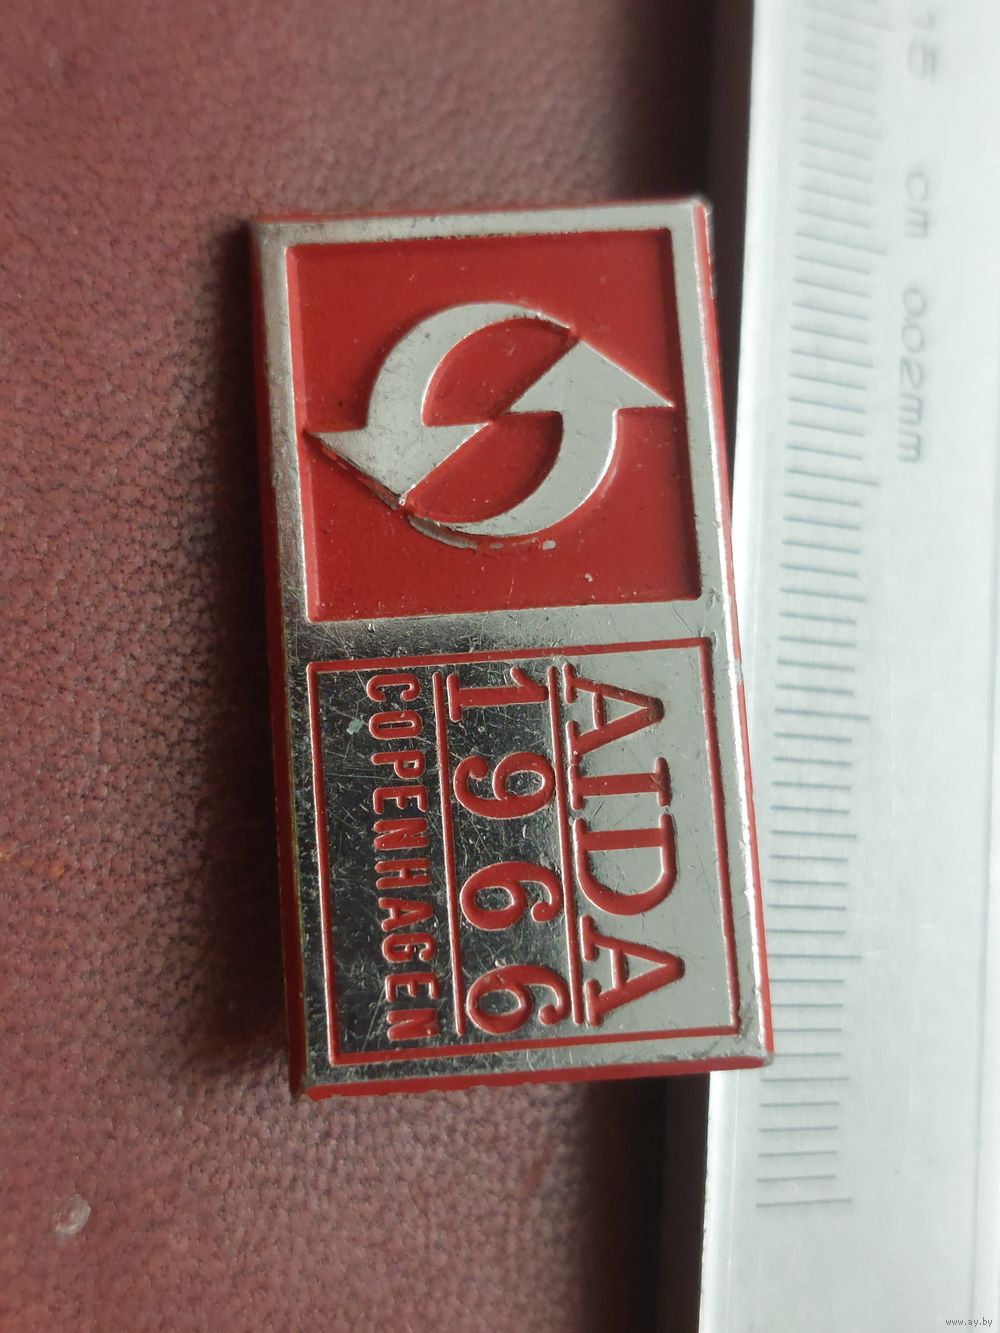 AIDA
1966
COPENHAGEN
15 cm 002mm
www.ay.by